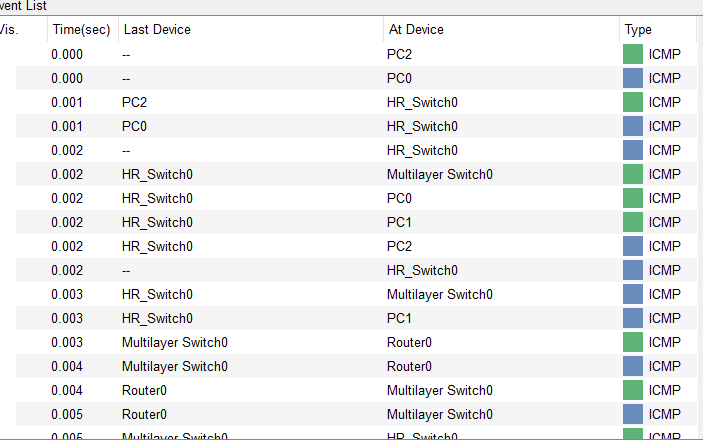 vent List
Vis. Time(sec) Last Device At Device Type
0.000 -- PC2 ICMP
0.000 -- PC0 ICMP
0.001 PC2 HR_Switch0 ICMP
0.001 PC0 HR_Switch0 ICMP
0.002 -- HR_Switch0 ICMP
0.002 HR_Switch0 Multilayer Switch0 ICMP
0.002 HR_Switch0 PC0 ICMP
0.002 HR_Switch0 PC1 ICMP
0.002 HR_Switch0 PC2 ICMP
0.002 -- HR_Switch0 ICMP
0.003 HR_Switch0 Multilayer Switch0 ICMP
0.003 HR_Switch0 PC1 ICMP
0.003 Multilayer Switch0 Router0 ICMP
0.004 Multilayer Switch0 Router0 ICMP
0.004 Router0 Multilayer Switch0 ICMP
0.005 Router0 Multilayer Switch0 ICMP
Multilayer Switch0 HR_Switch0 ICMP